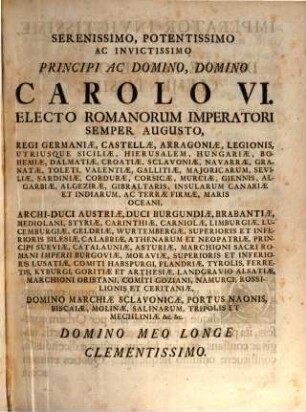 SERENISSIMO, POTENTISSIMO
AC INVICTISSIMO
PRINCIPI AC DOMINO, DOMINO
CAROLO VI.
ELECTO ROMANORUM IMPERATORI
SEMPER AUGUSTO,
REGI GERMANIÆ, CASTELLÆ, ARRAGONIÆ, LEGIONIS,
UTRIUSQUE SICILIÆ, HIERUSALEM, HUNGARIÆ, BO-
HEMIÆ, DALMATIÆ, CROATIÆ, SCLAVONIÆ, NAVARRÆ, GRA-
NATÆ, TOLETI, VALENTIÆ, GALLITIÆ, MAJORICARUM, SEVI-
LIÆ, SARDINIÆ, CORDUBÆ, CORSICÆ, MURCIÆ, GIENNIS, AL-
GARBIÆ, ALGEZIRÆ, GIBRALTARIS, INSULARUM CANARIÆ
ET INDIARUM, AC TERRÆ FIRMÆ, MARIS
OCEANI.
ARCHI-DUCI AUSTRIÆ, DUCI BURGUNDIÆ, BRABANTIÆ,
MEDIOLANI, STYRIÆ, CARINTHIÆ, CARNIOLÆ, LIMBURGIÆ, LU-
CEMBURGIÆ, GELDRIÆ, WURTEMBERGÆ, SUPERIORIS ET INFE-
RIORIS SILESIÆ, CALABRIÆ, ATHENARUM ET NEOPATRIÆ, PRIN-
CIPI SUEVIÆ, CATALAUNIÆ, ASTURIÆ, MARCHIONI SACRI RO-
MANI IMPERII BURGOVIÆ, MORAVIÆ, SUPERIORIS ET INFERIO-
RIS LUSATIÆ, COMITI HABSPURGI, FLANDRIÆ, TYROLIS, FERRE-
TIS, KYBURGI, GORITIÆ ET ARTHESIÆ, LANDGRAVIO ALSATIÆ,
MARCHIONI ORISTANI, COMITI GOZIANI, NAMURCI, ROSSI-
LIONIS ET CERITANIÆ,
DOMINO MARCHIÆ SCLAVONICÆ, PORTUS NAONIS,
BISCAIÆ, MOLINÆ, SALINARUM, TRIPOLIS ET
MECHLINIÆ &c. &c.
DOMINO MEO LONGE
CLEMENTISSIMO.